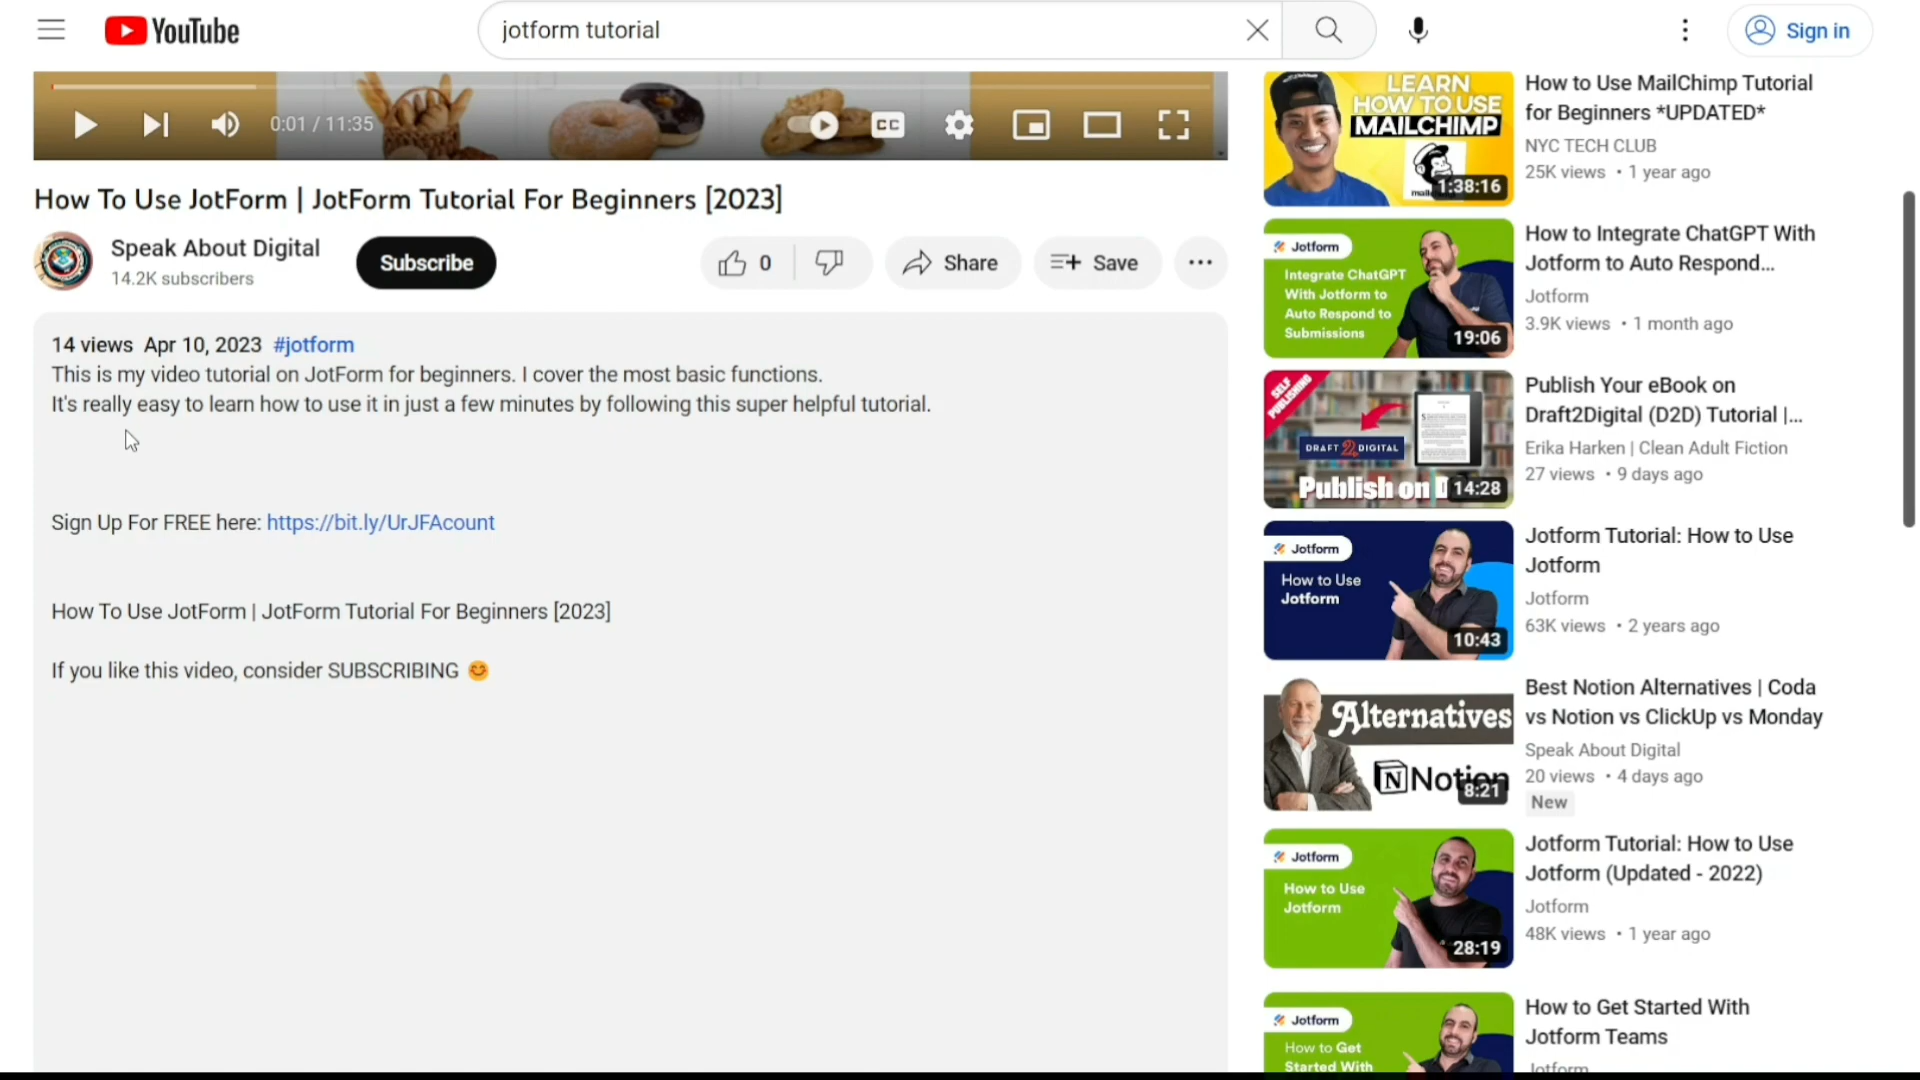 YouTube
jotform tutorial
Sign in
0:01 / 11:35
CC
How To Use JotForm | JotForm Tutorial For Beginners [2023]
Speak About Digital
14.2K subscribers
Subscribe
0
Share
Save
14 views Apr 10, 2023 #jotform
This is my video tutorial on JotForm for beginners. I cover the most basic functions.
It's really easy to learn how to use it in just a few minutes by following this super helpful tutorial.
Sign Up For FREE here: https://bit.ly/UrJFAcount
How To Use JotForm | JotForm Tutorial For Beginners [2023]
If you like this video, consider SUBSCRIBING 😊
LEARN
HOW TO USE
MAILCHIMP
1:38:16
How to Use MailChimp Tutorial
for Beginners *UPDATED*
NYC TECH CLUB
25K views • 1 year ago
Jotform
Integrate ChatGPT
With Jotform to
Auto Respond to
Submissions
19:06
How to Integrate ChatGPT With
Jotform to Auto Respond...
Jotform
3.9K views • 1 month ago
SELF
PUBLISHING
DRAFT 2 DIGITAL
Publish on
14:28
Publish Your eBook on
Draft2Digital (D2D) Tutorial |...
Erika Harken | Clean Adult Fiction
27 views • 9 days ago
Jotform
How to Use
Jotform
10:43
Jotform Tutorial: How to Use
Jotform
Jotform
63K views • 2 years ago
Alternatives
Notion
8:21
Best Notion Alternatives | Coda
vs Notion vs ClickUp vs Monday
Speak About Digital
20 views • 4 days ago
New
Jotform
How to Use
Jotform
28:19
Jotform Tutorial: How to Use
Jotform (Updated - 2022)
Jotform
48K views • 1 year ago
Jotform
How to Get
Started With
How to Get Started With
Jotform Teams
Jotform